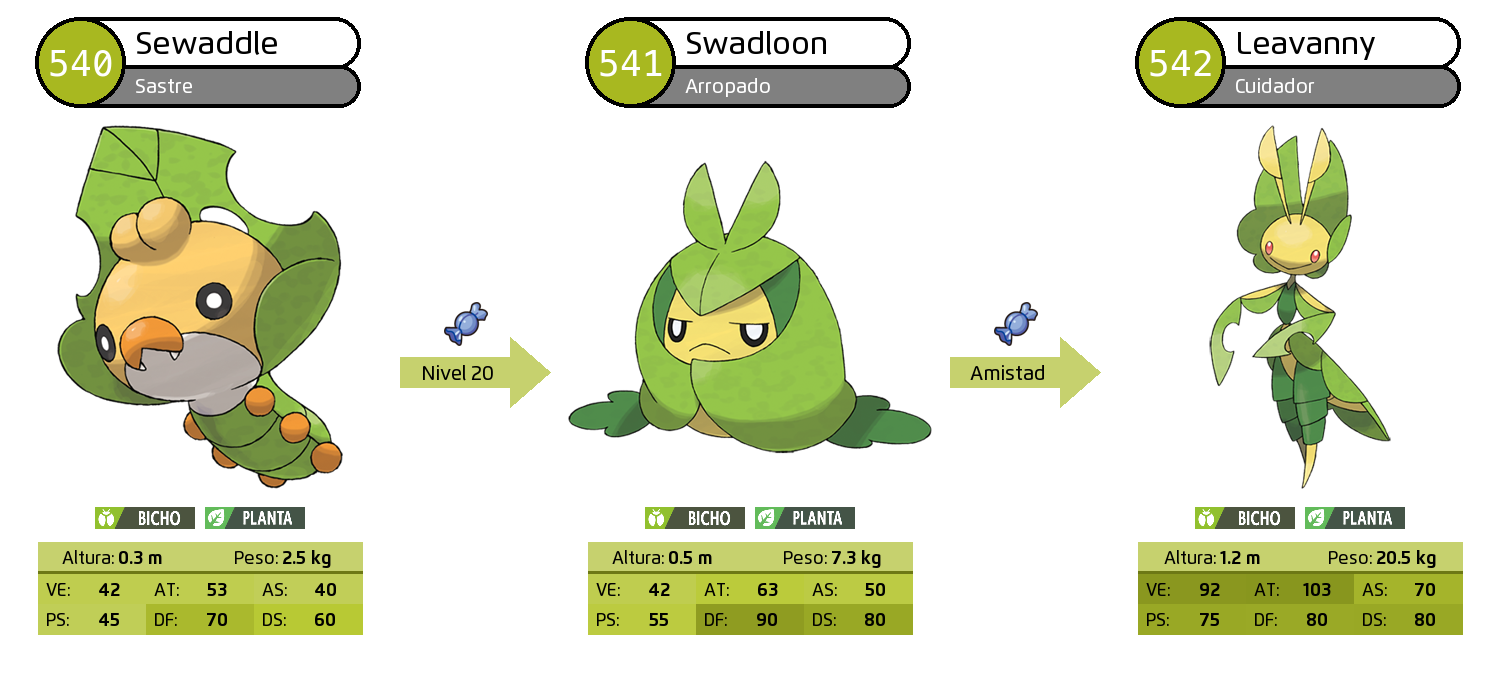 540 Sewaddle
Sastre
541 Swadloon
Arropado
542 Leavanny
Cuidador
Nivel 20
Amistad
BICHO PLANTA
Altura: 0.3 m Peso: 2.5 kg
VE: 42 AT: 53 AS: 40
PS: 45 DF: 70 DS: 60
BICHO PLANTA
Altura: 0.5 m Peso: 7.3 kg
VE: 42 AT: 63 AS: 50
PS: 55 DF: 90 DS: 80
BICHO PLANTA
Altura: 1.2 m Peso: 20.5 kg
VE: 92 AT: 103 AS: 70
PS: 75 DF: 80 DS: 80